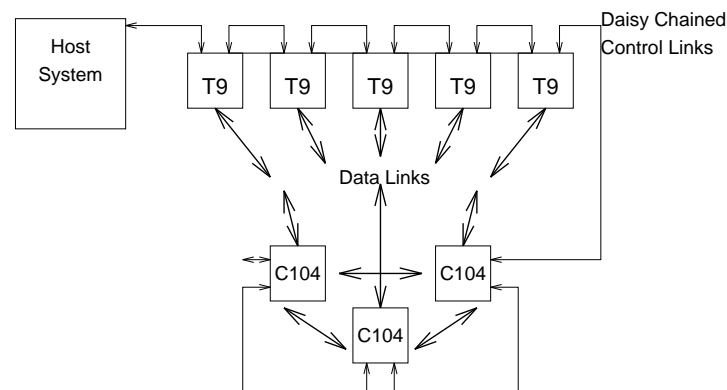 Host
System
Daisy Chained
Control Links
T9
T9
T9
T9
T9
Data Links
C104
C104
C104